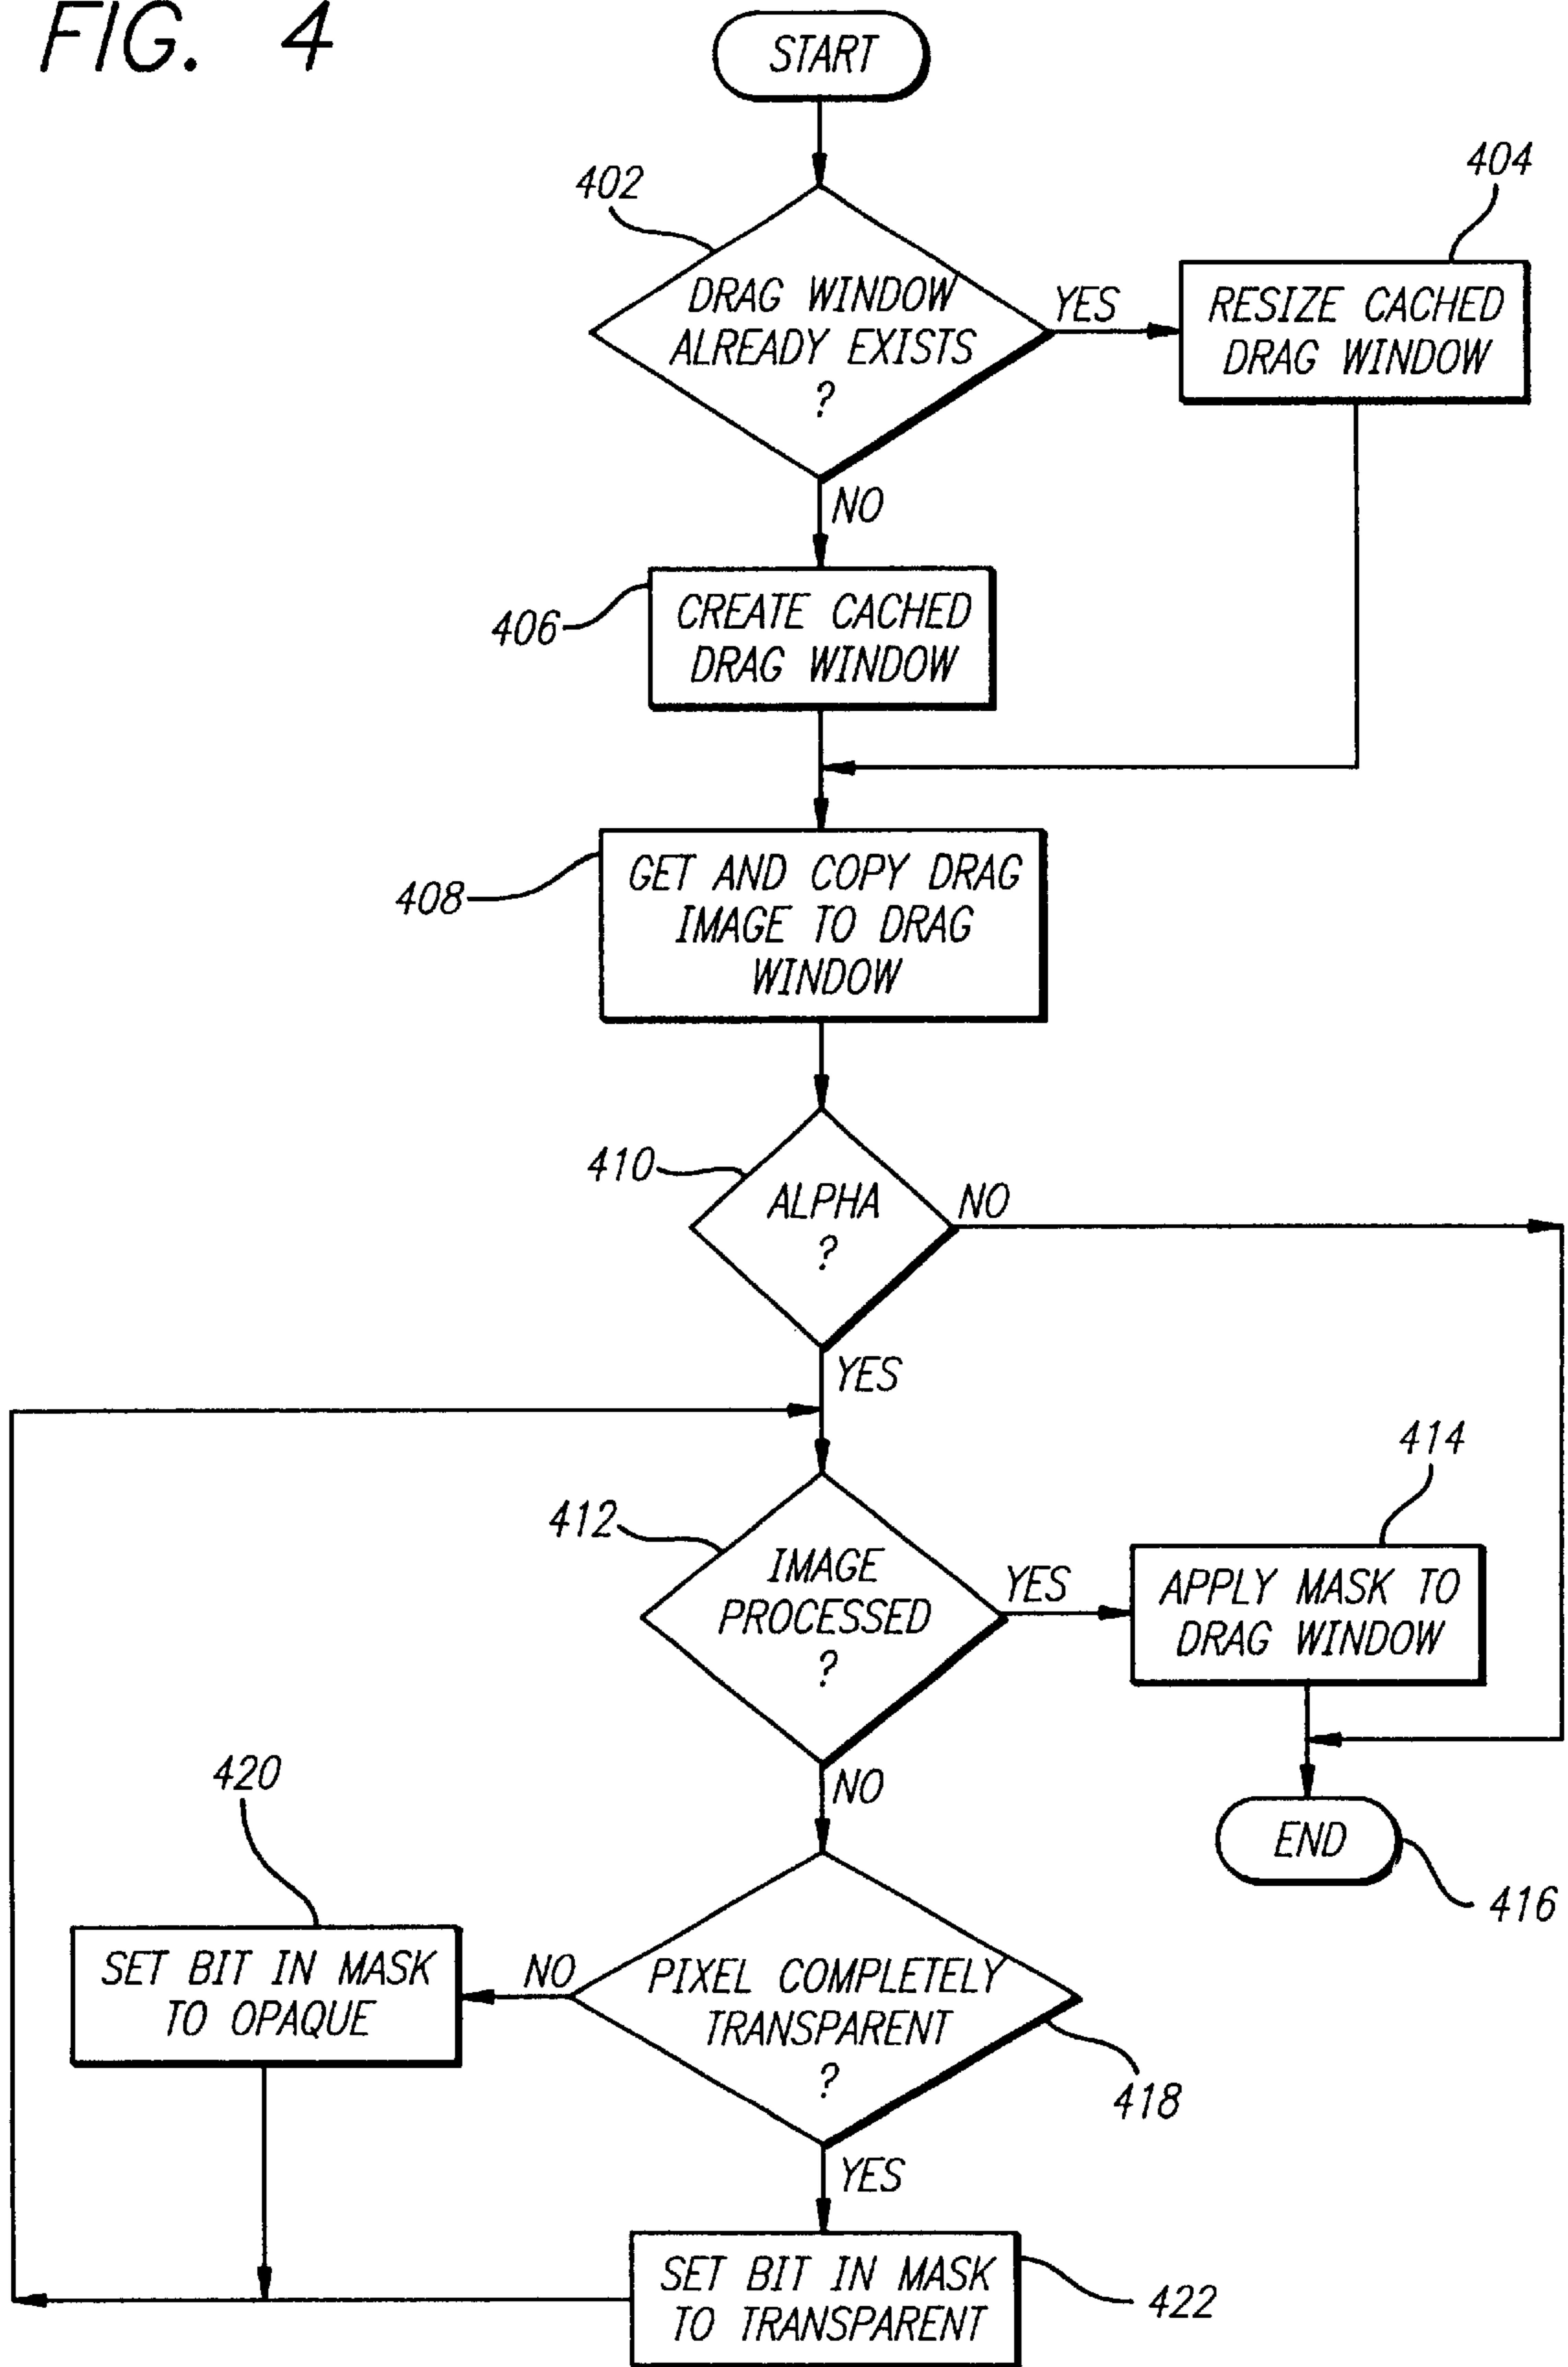 FIG. 4
START
402
DRAG WINDOW
ALREADY EXISTS
?
YES
404
RESIZE CACHED
DRAG WINDOW
NO
406
CREATE CACHED
DRAG WINDOW
408
GET AND COPY DRAG
IMAGE TO DRAG
WINDOW
410
ALPHA
?
NO
YES
412
IMAGE
PROCESSED
?
YES
414
APPLY MASK TO
DRAG WINDOW
NO
END
416
420
SET BIT IN MASK
TO OPAQUE
NO
PIXEL COMPLETELY
TRANSPARENT
?
418
YES
SET BIT IN MASK
TO TRANSPARENT
422